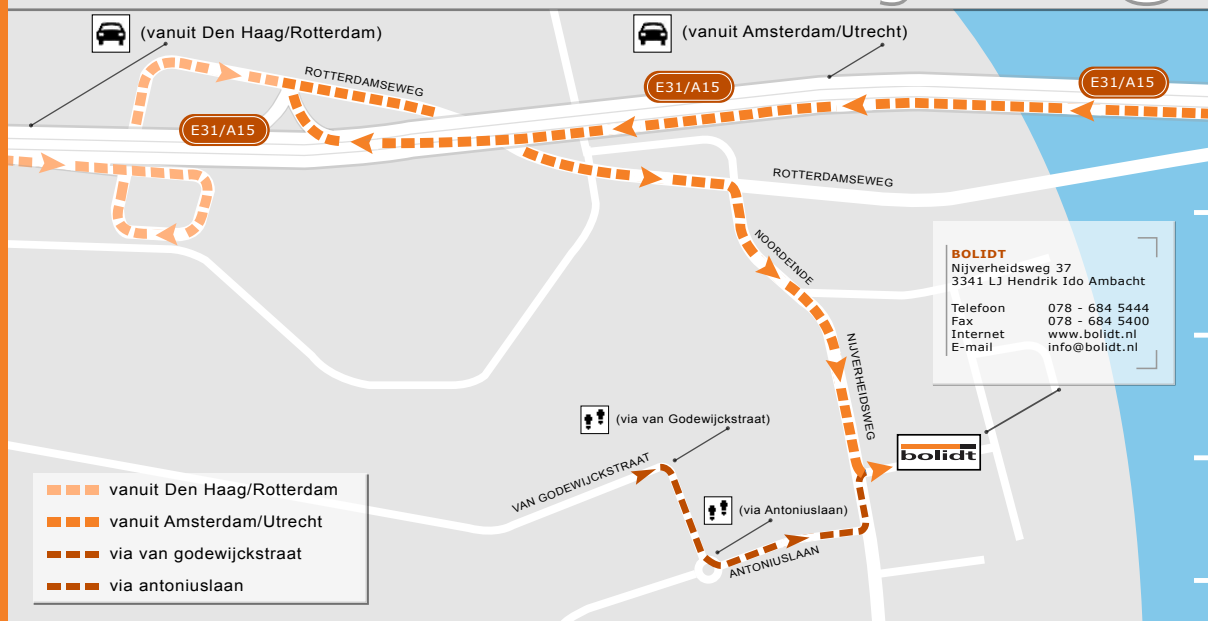 (vanuit Den Haag/Rotterdam)
(vanuit Amsterdam/Utrecht)
ROTTERDAMSEWEG
E31/A15
E31/A15
E31/A15
ROTTERDAMSEWEG
NOORDEINDE
BOLIDT
Nijverheidsweg 37
3341 LJ Hendrik Ido Ambacht
Telefoon 078 - 684 5444
Fax 078 - 684 5400
Internet www.bolidt.nl
E-mail info@bolidt.nl
NIJVERHEIDSWEG
(via van Godewijckstraat)
bolidt
VAN GODEWIJCKSTRAAT
(via Antoniuslaan)
ANTONIUSLAAN
vanuit Den Haag/Rotterdam
vanuit Amsterdam/Utrecht
via van godewijckstraat
via antoniuslaan